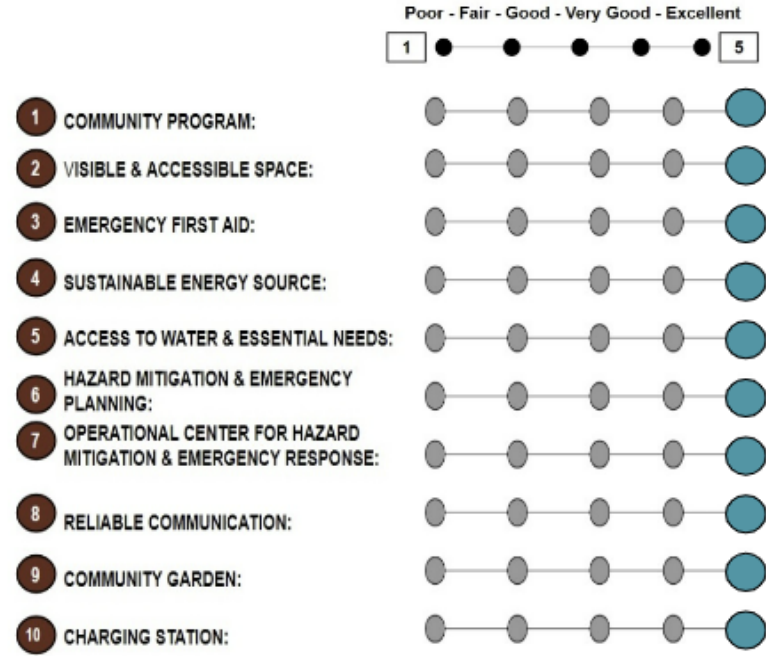 Poor - Fair - Good - Very Good - Excellent
1 5
1 COMMUNITY PROGRAM:
2 VISIBLE & ACCESSIBLE SPACE:
3 EMERGENCY FIRST AID:
4 SUSTAINABLE ENERGY SOURCE:
5 ACCESS TO WATER & ESSENTIAL NEEDS:
6 HAZARD MITIGATION & EMERGENCY
PLANNING:
7 OPERATIONAL CENTER FOR HAZARD
MITIGATION & EMERGENCY RESPONSE:
8 RELIABLE COMMUNICATION:
9 COMMUNITY GARDEN:
10 CHARGING STATION: